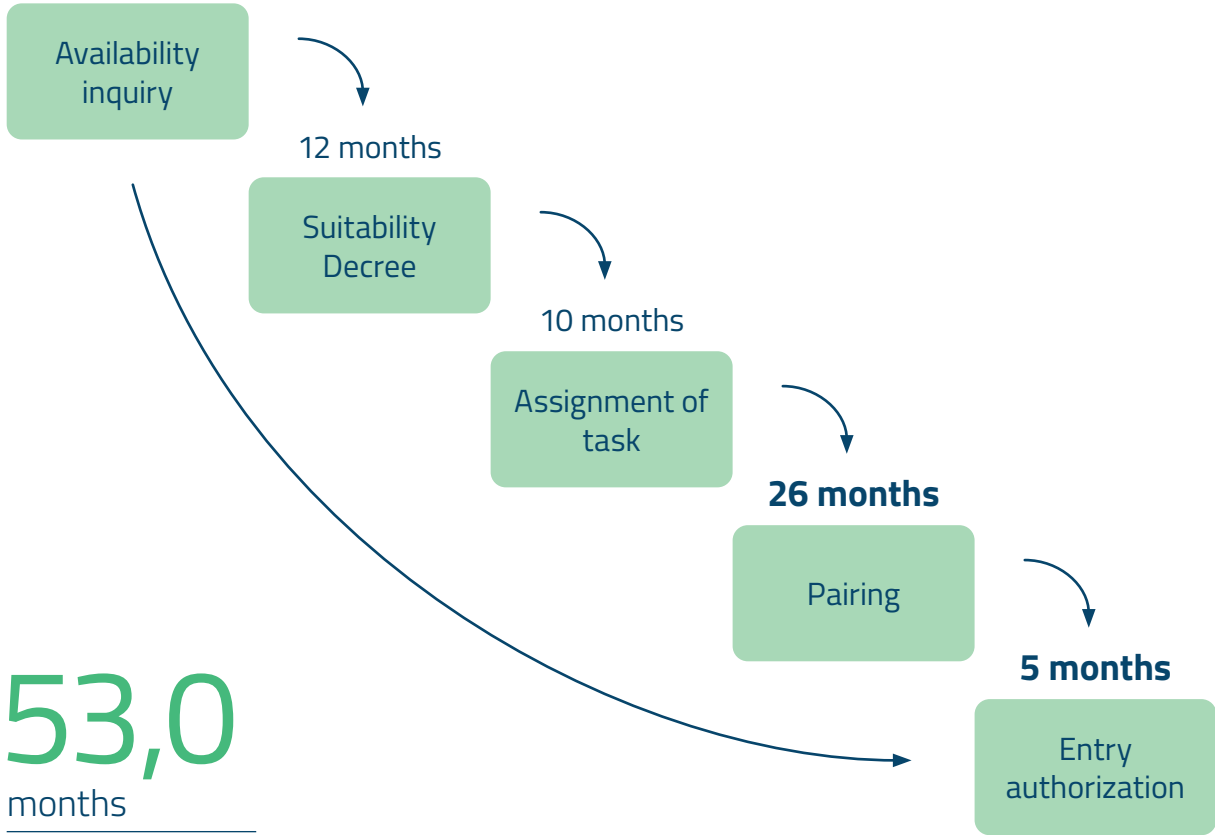 Availability
inquiry
12 months
Suitability
Decree
10 months
Assignment of
task
26 months
Pairing
5 months
Entry
authorization
53,0
months